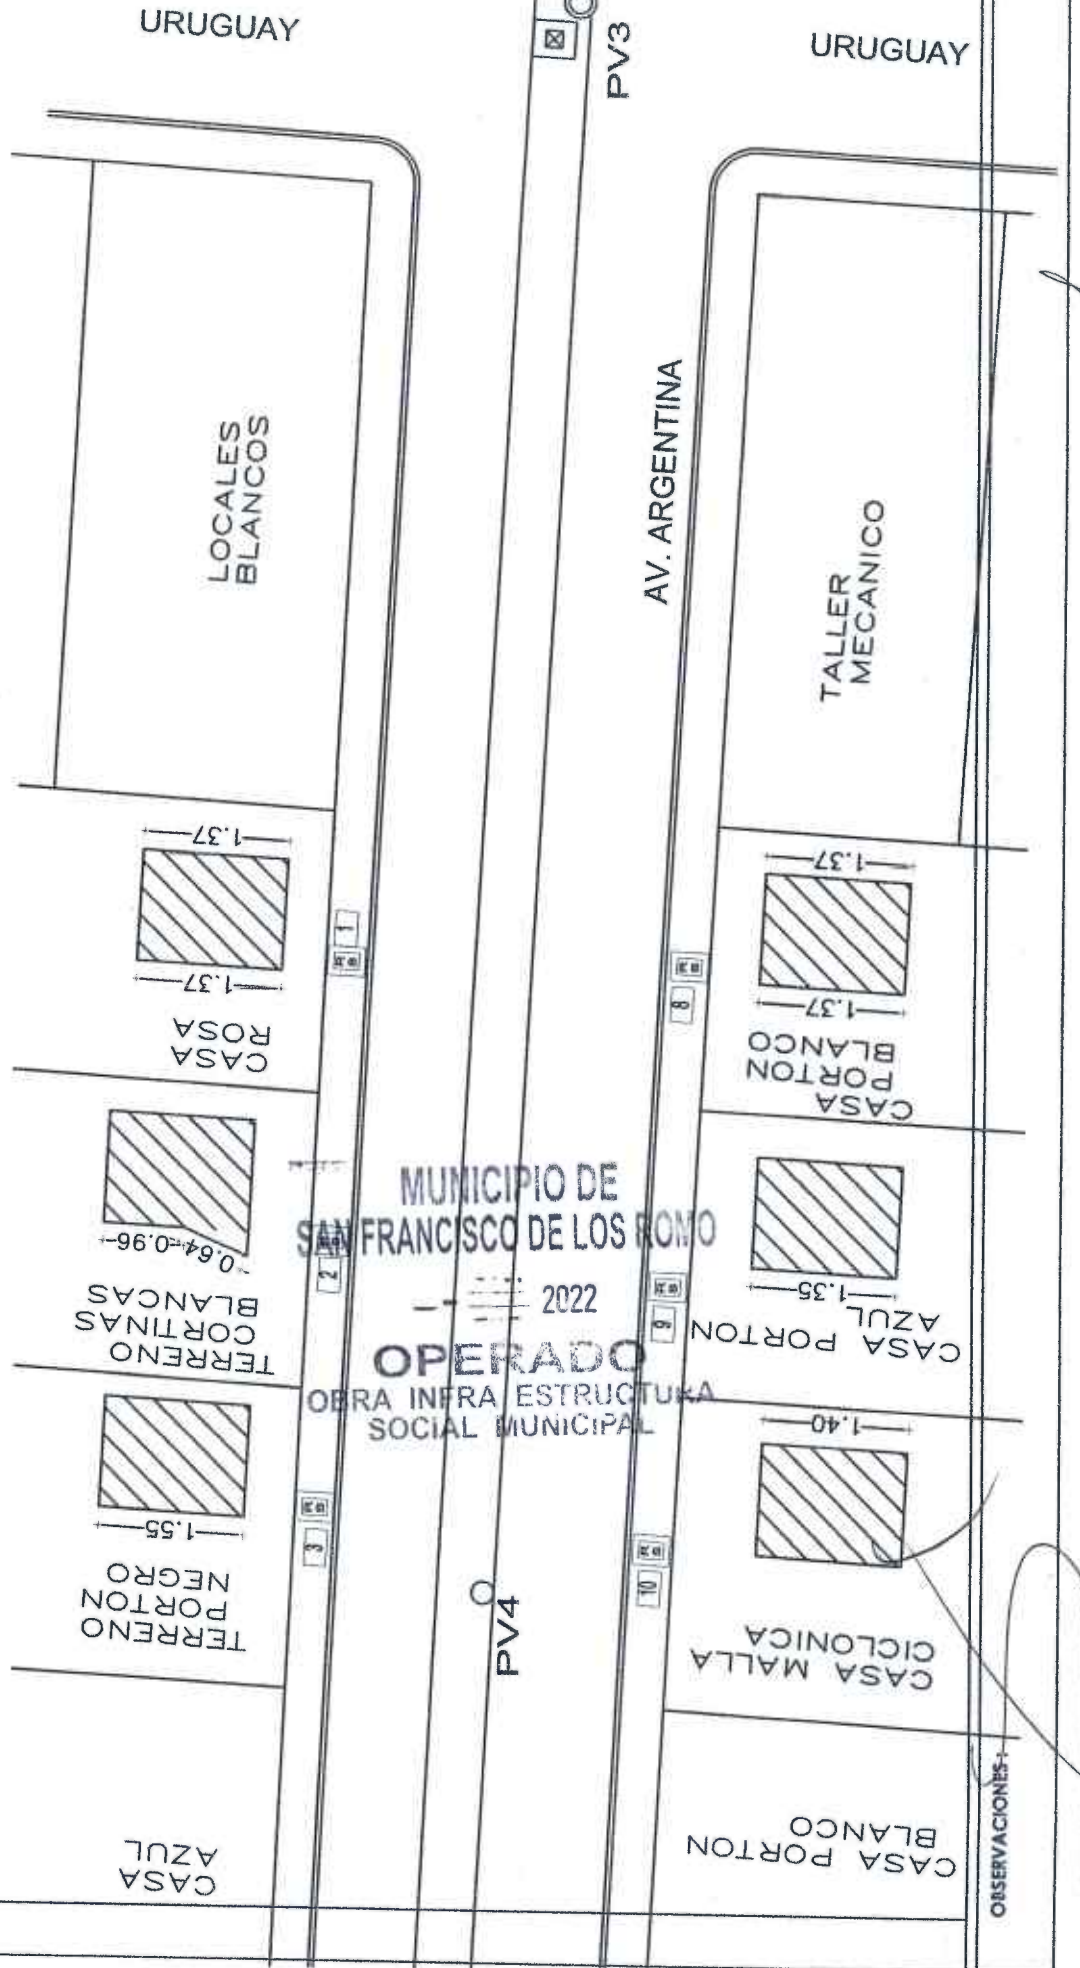 URUGUAY
URUGUAY
PV3
LOCALES
BLANCOS
AV. ARGENTINA
TALLER
MECANICO
1.37
1.37
CASA
ROSA
1
R
8
1.37
1.37
CASA
PORTON
BLANCO
0.64
0.96
TERRENO
CORTINAS
BLANCAS
2
9
1.35
CASA PORTON
AZUL
MUNICIPIO DE
SAN FRANCISCO DE LOS ROMO
2022
OPERADO
OBRA INFRA ESTRUCTURA
SOCIAL MUNICIPAL
1.55
TERRENO
PORTON
NEGRO
3
PV4
10
1.40
CASA MALLA
CICLONICA
CASA
AZUL
CASA PORTON
BLANCO
OBSERVACIONES: